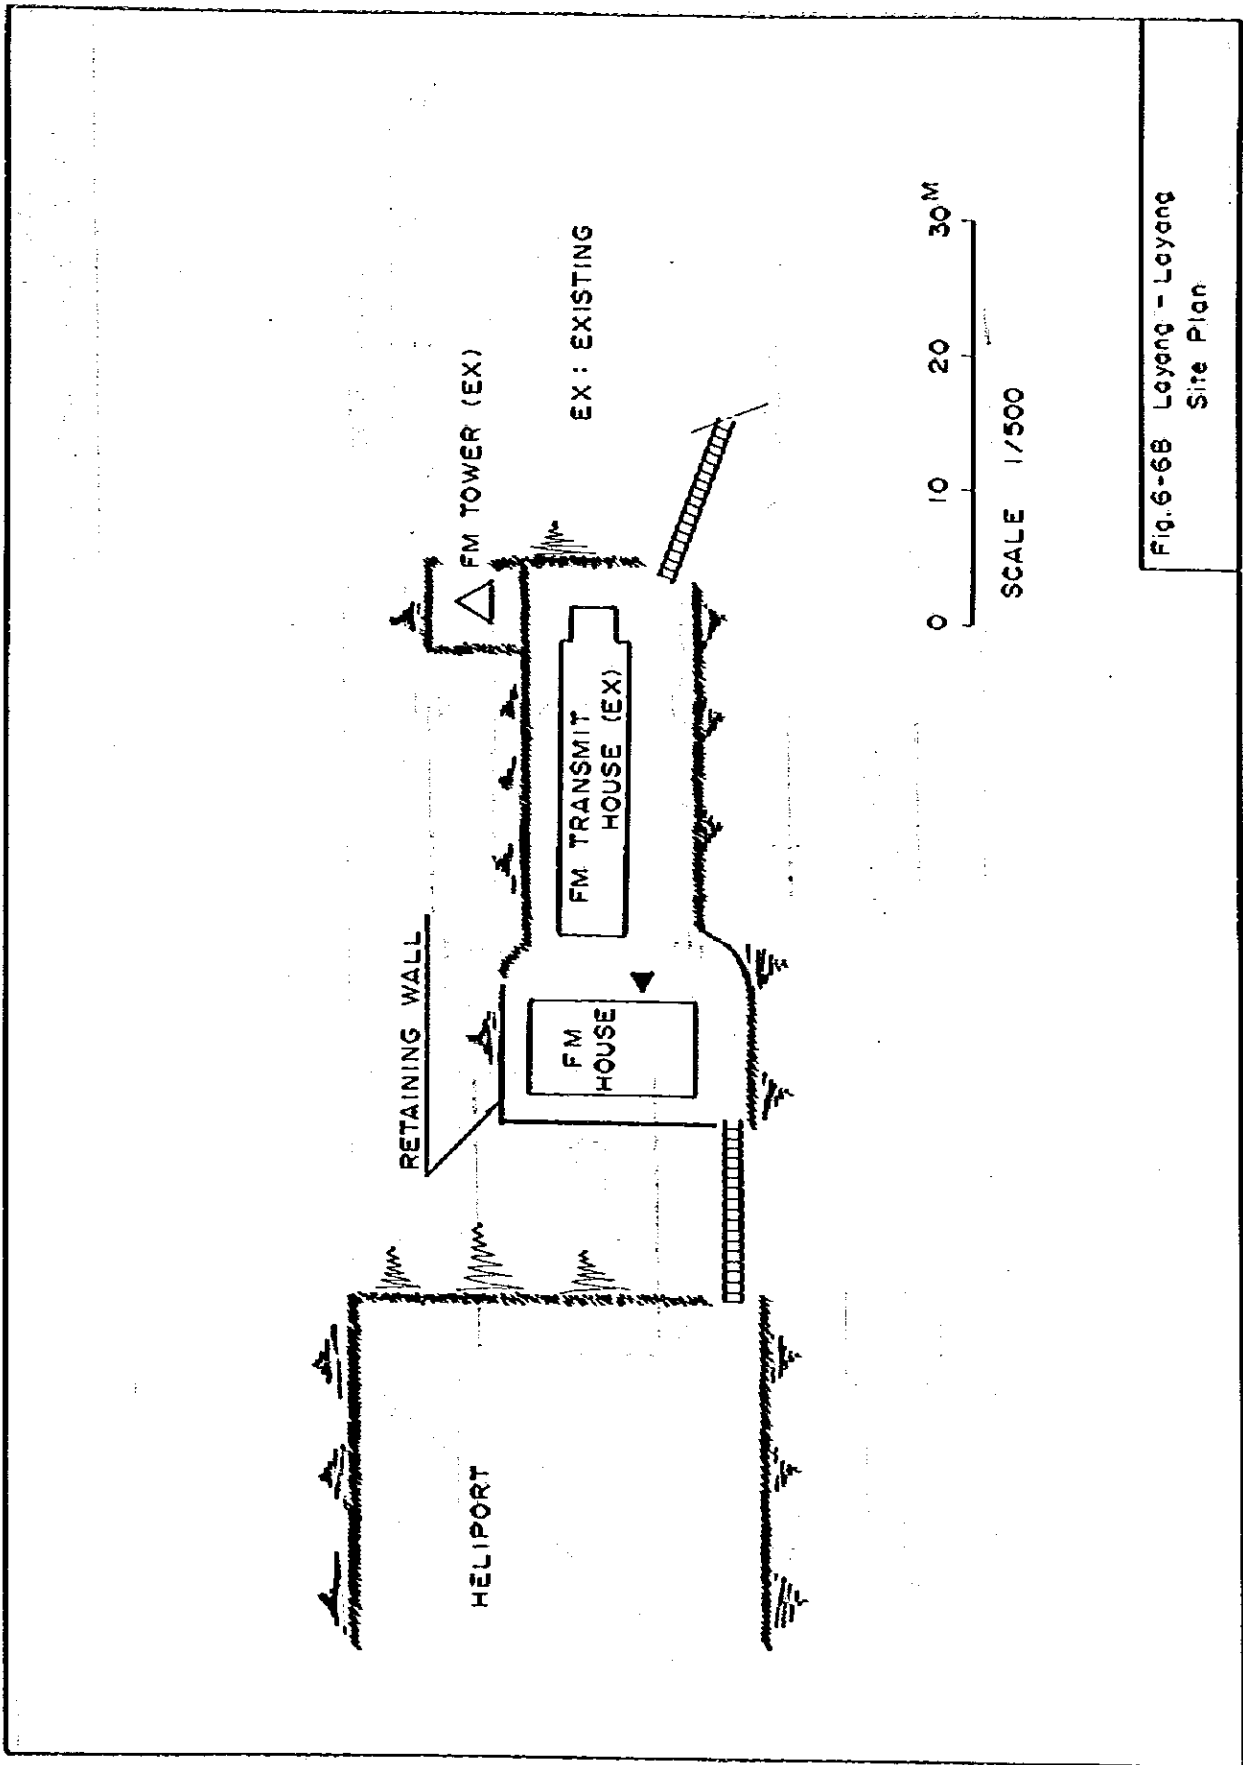 RETAINING WALL
FM TOWER (EX)
EX : EXISTING
HELIPORT
FM
HOUSE
FM TRANSMIT
HOUSE (EX)
0 10 20 30 M
SCALE 1/500
Fig. 6-6B Layang - Layang
Site Plan